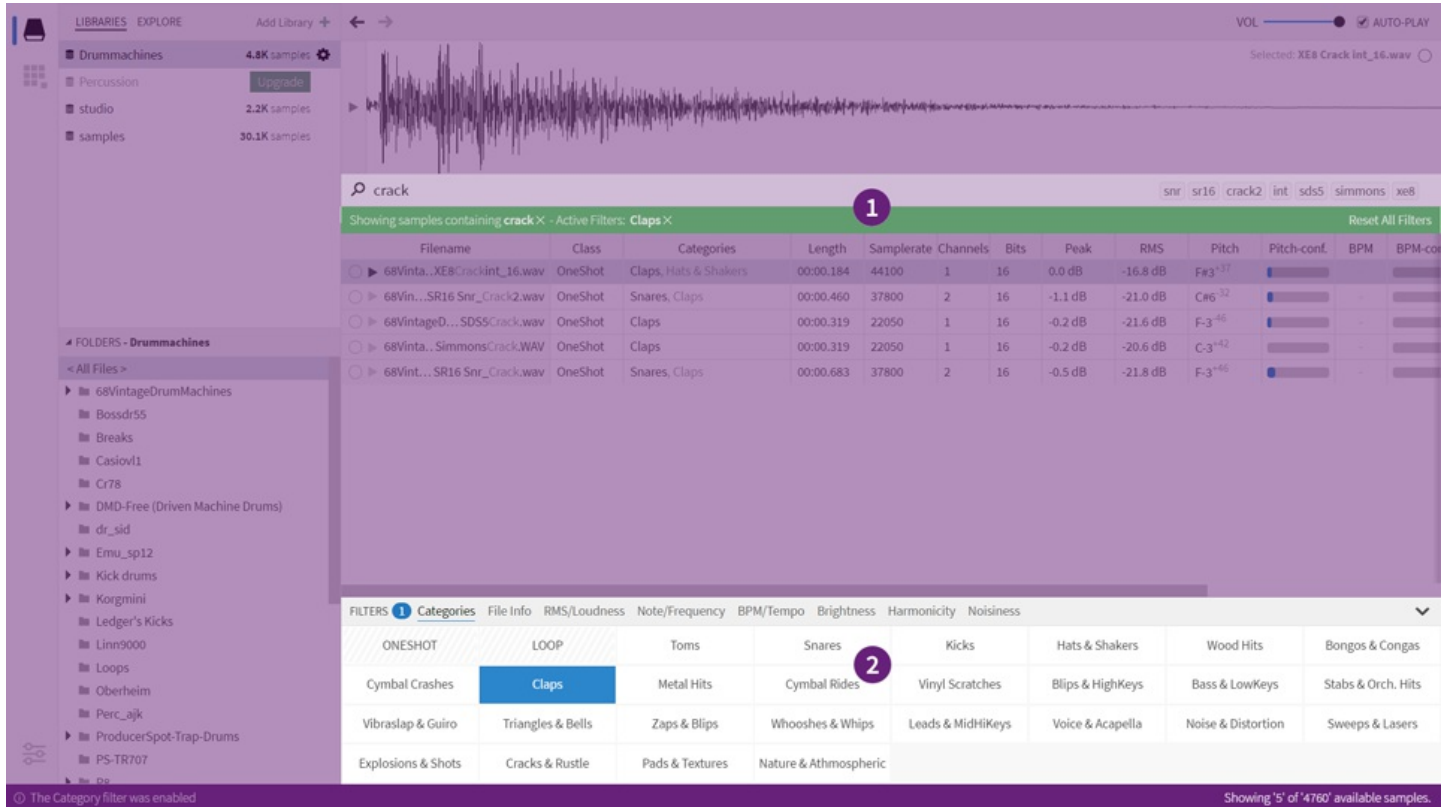 LIBRARIES EXPLORE Add Library +
Drummachines 4.8K samples
Percussion Upgrade
studio 2.2K samples
samples 30.1K samples
VOL AUTO-PLAY
Selected: XE8 Crack int_16.wav
crack snr sr16 crack2 int sds5 simmons xe8
1
Showing samples containing crack × - Active Filters: Claps × Reset All Filters
Filename Class Categories Length Samplerate Channels Bits Peak RMS Pitch Pitch-conf. BPM BPM-co
68Vinta..XE8Crackint_16.wav OneShot Claps, Hats & Shakers 00:00.184 44100 1 16 0.0 dB -16.8 dB F#3+37
68Vin...SR16 Snr_Crack2.wav OneShot Snares, Claps 00:00.460 37800 2 16 -1.1 dB -21.0 dB C#6-32 -
68VintageD...SDS5Crack.wav OneShot Claps 00:00.319 22050 1 16 -0.2 dB -21.6 dB F-3-46 -
68Vinta..SimmonsCrack.WAV OneShot Claps 00:00.319 22050 1 16 -0.2 dB -20.6 dB C-3+42 -
68Vint...SR16 Snr_Crack.wav OneShot Snares, Claps 00:00.683 37800 2 16 -0.5 dB -21.8 dB F-3+46 -
FOLDERS - Drummachines
< All Files >
68VintageDrumMachines
Bossdr55
Breaks
Casiovl1
Cr78
DMD-Free (Driven Machine Drums)
dr_sid
Emu_sp12
Kick drums
Korgmini
Ledger's Kicks
Linn9000
Loops
Oberheim
Perc_ajk
ProducerSpot-Trap-Drums
PS-TR707
FILTERS 1 Categories File Info RMS/Loudness Note/Frequency BPM/Tempo Brightness Harmonicity Noisiness
ONESHOT LOOP Toms Snares Kicks Hats & Shakers Wood Hits Bongos & Congas
2
Cymbal Crashes Claps Metal Hits Cymbal Rides Vinyl Scratches Blips & HighKeys Bass & LowKeys Stabs & Orch. Hits
Vibraslap & Guiro Triangles & Bells Zaps & Blips Whooshes & Whips Leads & MidHiKeys Voice & Acapella Noise & Distortion Sweeps & Lasers
Explosions & Shots Cracks & Rustle Pads & Textures Nature & Athmospheric
The Category filter was enabled Showing '5' of '4760' available samples.